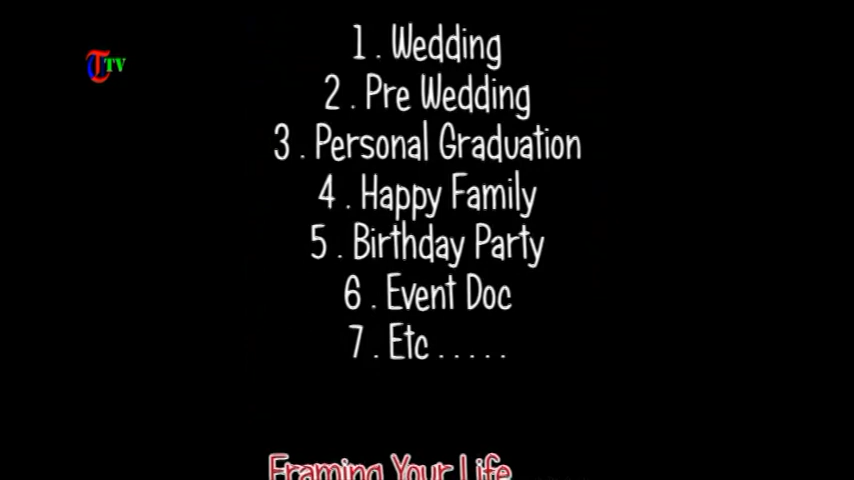 TTV
1 . Wedding
2 . Pre Wedding
3 . Personal Graduation
4 . Happy Family
5 . Birthday Party
6 . Event Doc
7 . Etc . . . . .
Framing Your Life